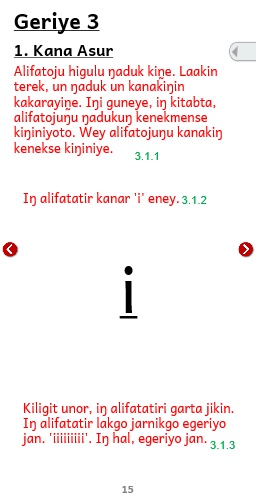 Geriye 3
1. Kana Asur
Alifatoju higulu ŋaduk kiŋe. Laakin
terek, un ŋaduk un kanakiŋin
kakarayiŋe. Iŋi guneye, iŋ kitabta,
alifatojuŋu ŋadukuŋ kenekmense
kiŋiniyoto. Wey alifatojuŋu kanakiŋ
kenekse kiŋiniye.
3.1.1
Iŋ alifatatir kanar 'i' eney. 3.1.2
i
Kiligit unor, iŋ alifatatiri garta jikin.
Iŋ alifatatir lakgo jarnikgo egeriyo
jan. 'iiiiiiiii'. Iŋ hal, egeriyo jan. 3.1.3
15